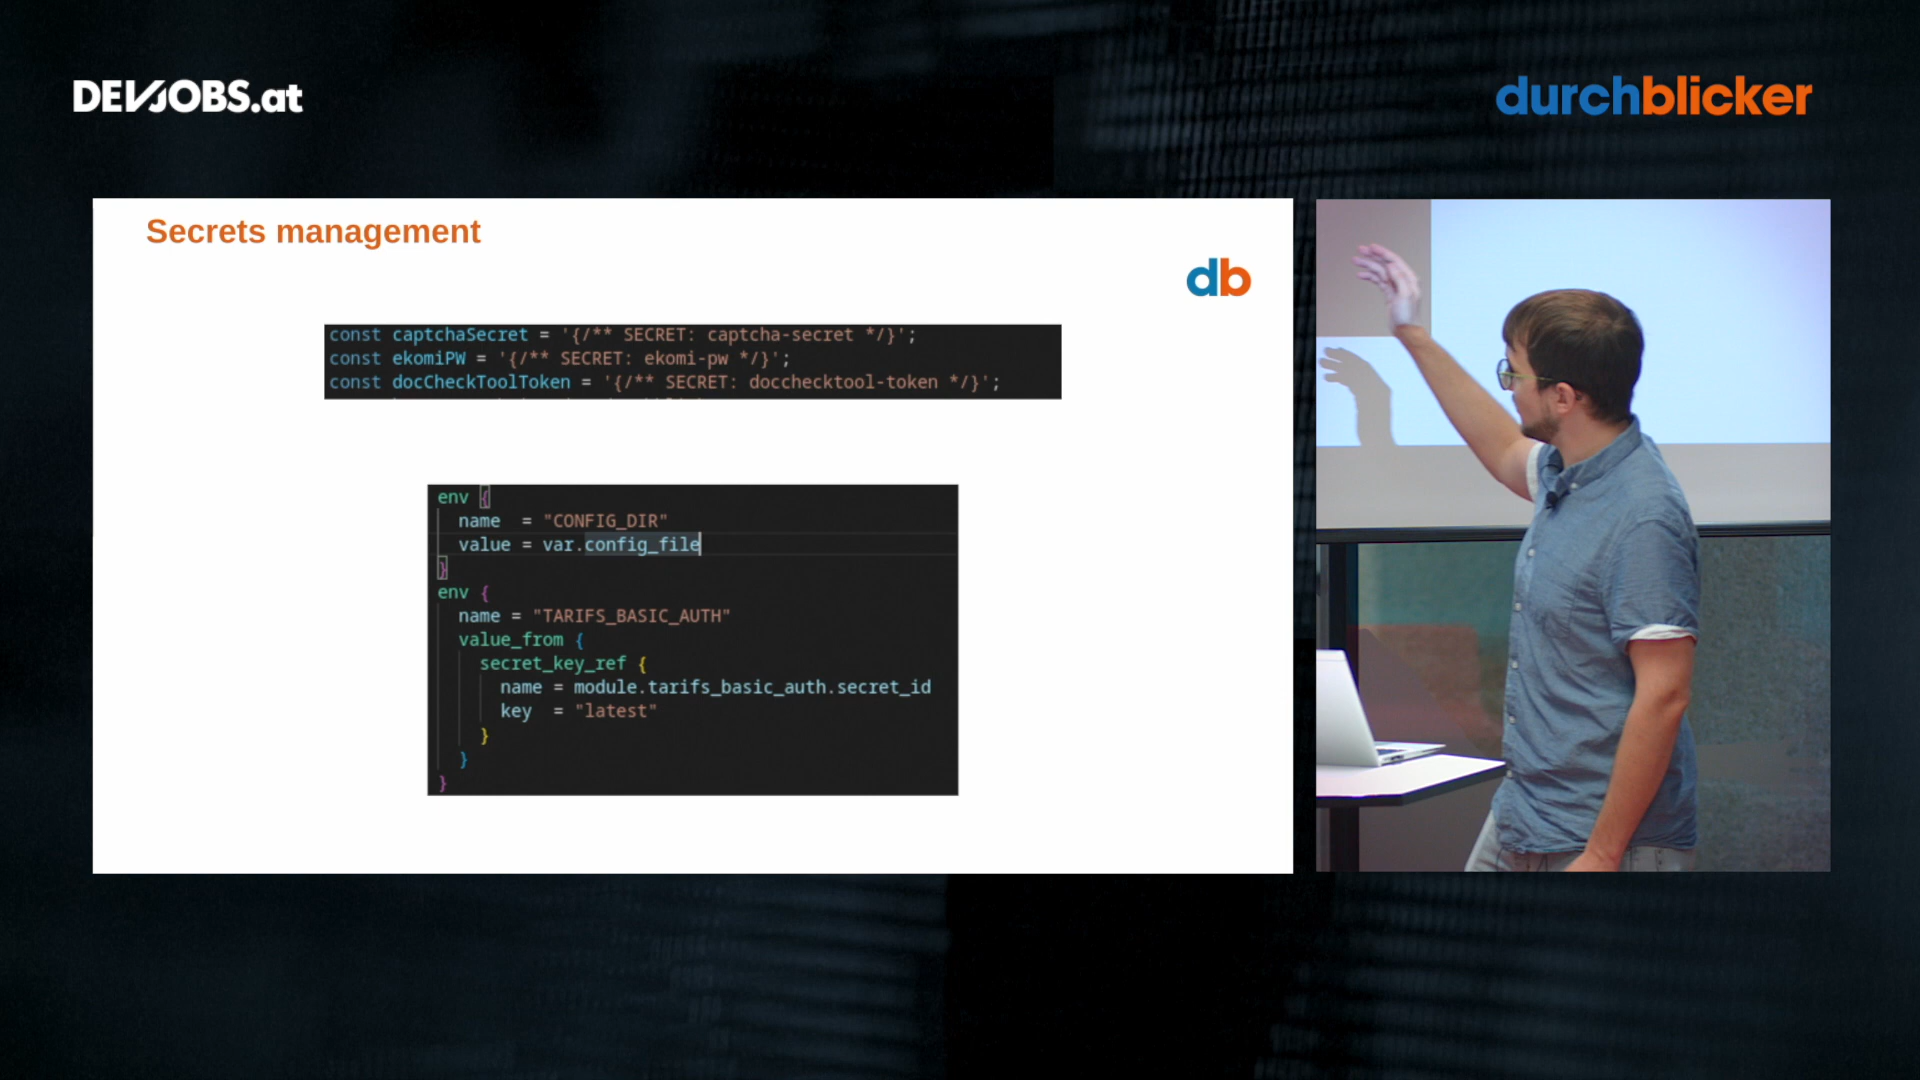 DEVJOBS.at
durchblicker
Secrets management
db
const captchaSecret = '{/** SECRET: captcha-secret */}';
const ekomiPW = '{/** SECRET: ekomi-pw */}';
const docCheckToolToken = '{/** SECRET: docchecktool-token */}';
env {
name = "CONFIG_DIR"
value = var.config_file
}
env {
name = "TARIFS_BASIC_AUTH"
value_from {
secret_key_ref {
name = module.tarifs_basic_auth.secret_id
key = "latest"
}
}
}